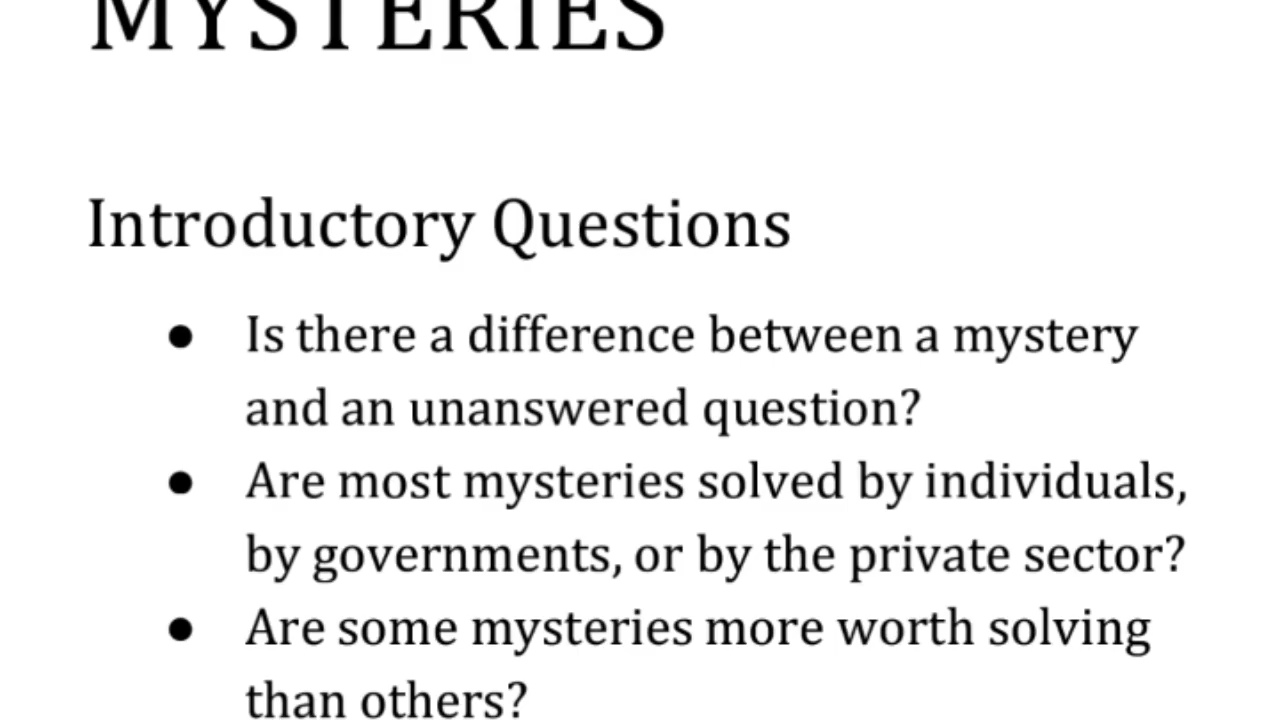 MYSTERIES
Introductory Questions
● Is there a difference between a mystery
and an unanswered question?
● Are most mysteries solved by individuals,
by governments, or by the private sector?
● Are some mysteries more worth solving
than others?